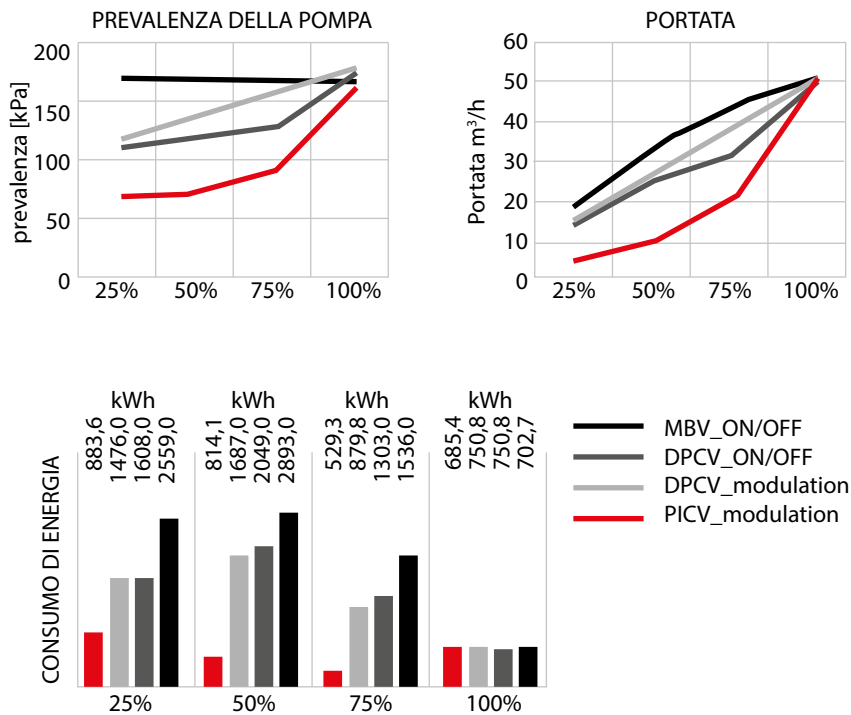 PREVALENZA DELLA POMPA
prevalenza [kPa]
200
150
100
50
0
25% 50% 75% 100%
PORTATA
Portata m³/h
60
50
40
30
20
10
0
25% 50% 75% 100%
CONSUMO DI ENERGIA
kWh
883,6
1476,0
1608,0
2559,0
25%
kWh
814,1
1687,0
2049,0
2893,0
50%
kWh
529,3
879,8
1303,0
1536,0
75%
kWh
685,4
750,8
750,8
702,7
100%
MBV_ON/OFF
DPCV_ON/OFF
DPCV_modulation
PICV_modulation